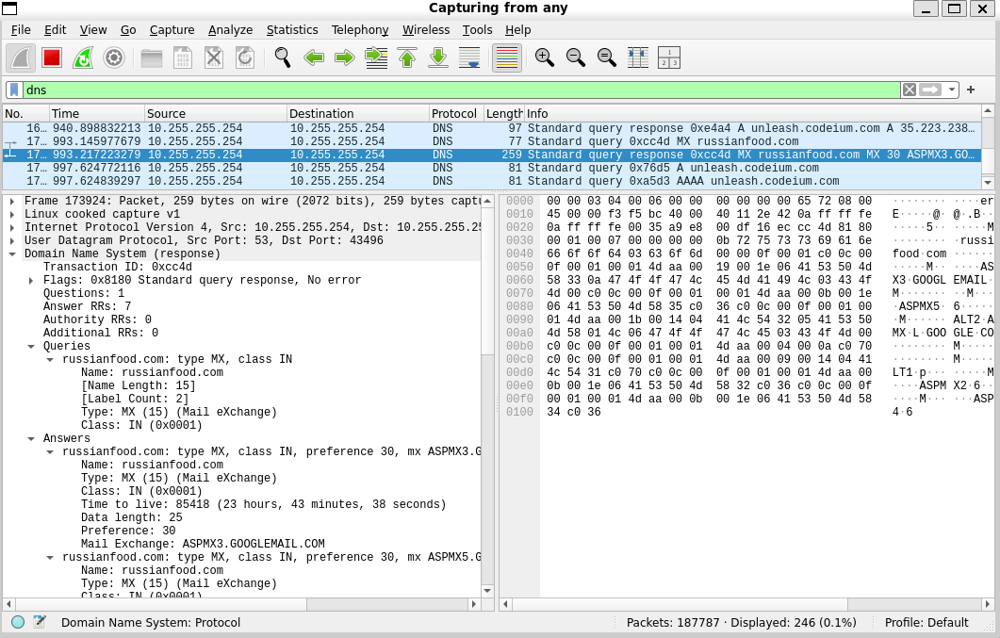 Capturing from any
File Edit View Go Capture Analyze Statistics Telephony Wireless Tools Help
1 2 3
dns
No. Time Source Destination Protocol Length Info
16… 940.898832213 10.255.255.254 10.255.255.254 DNS 97 Standard query response 0xe4a4 A unleash.codeium.com A 35.223.238…
17… 993.145977679 10.255.255.254 10.255.255.254 DNS 77 Standard query 0xcc4d MX russianfood.com
17… 993.217223279 10.255.255.254 10.255.255.254 DNS 259 Standard query response 0xcc4d MX russianfood.com MX 30 ASPMX3.GO…
17… 997.624772116 10.255.255.254 10.255.255.254 DNS 81 Standard query 0x76d5 A unleash.codeium.com
17… 997.624839297 10.255.255.254 10.255.255.254 DNS 81 Standard query 0xa5d3 AAAA unleash.codeium.com
Frame 173924: Packet, 259 bytes on wire (2072 bits), 259 bytes captu
Linux cooked capture v1
Internet Protocol Version 4, Src: 10.255.255.254, Dst: 10.255.255.25
User Datagram Protocol, Src Port: 53, Dst Port: 43496
Domain Name System (response)
Transaction ID: 0xcc4d
Flags: 0x8180 Standard query response, No error
Questions: 1
Answer RRs: 7
Authority RRs: 0
Additional RRs: 0
Queries
russianfood.com: type MX, class IN
Name: russianfood.com
[Name Length: 15]
[Label Count: 2]
Type: MX (15) (Mail eXchange)
Class: IN (0x0001)
Answers
russianfood.com: type MX, class IN, preference 30, mx ASPMX3.G
Name: russianfood.com
Type: MX (15) (Mail eXchange)
Class: IN (0x0001)
Time to live: 85418 (23 hours, 43 minutes, 38 seconds)
Data length: 25
Preference: 30
Mail Exchange: ASPMX3.GOOGLEMAIL.COM
russianfood.com: type MX, class IN, preference 30, mx ASPMX5.G
Name: russianfood.com
Type: MX (15) (Mail eXchange)
Class: IN (0x0001)
0000 00 00 03 04 00 06 00 00 00 00 00 00 65 72 08 00 ········ ····er
0010 45 00 00 f3 f5 bc 40 00 40 11 2e 42 0a ff ff fe E·····@· @·.B···
0020 0a ff ff fe 00 35 a9 e8 00 df 16 ec cc 4d 81 80 ·····5·· ·····M
0030 00 01 00 07 00 00 00 00 0b 72 75 73 73 69 61 6e ········ ·russi
0040 66 6f 6f 64 03 63 6f 6d 00 00 0f 00 01 c0 0c 00 food·com ·······
0050 0f 00 01 00 01 4d aa 00 19 00 1e 06 41 53 50 4d ·····M·· ····AS
0060 58 33 0a 47 4f 4f 47 4c 45 4d 41 49 4c 03 43 4f X3·GOOGL EMAIL·
0070 4d 00 c0 0c 00 0f 00 01 00 01 4d aa 00 0b 00 1e M······· ··M···
0080 06 41 53 50 4d 58 35 c0 36 c0 0c 00 0f 00 01 00 ·ASPMX5· 6·····
0090 01 4d aa 00 1b 00 14 04 41 4c 54 32 05 41 53 50 ·M······ ALT2·A
00a0 4d 58 01 4c 06 47 4f 4f 47 4c 45 03 43 4f 4d 00 MX·L·GOO GLE·CO
00b0 c0 0c 00 0f 00 01 00 01 4d aa 00 04 00 0a c0 70 ········ M······
00c0 c0 0c 00 0f 00 01 00 01 4d aa 00 09 00 14 04 41 ········ M······
00d0 4c 54 31 c0 70 c0 0c 00 0f 00 01 00 01 4d aa 00 LT1·p··· ·····M
00e0 0b 00 1e 06 41 53 50 4d 58 32 c0 36 c0 0c 00 0f ····ASPM X2·6···
00f0 00 01 00 01 4d aa 00 0b 00 1e 06 41 53 50 4d 58 ····M··· ···ASP
0100 34 c0 36 4·6
Domain Name System: Protocol Packets: 187787 · Displayed: 246 (0.1%) Profile: Default